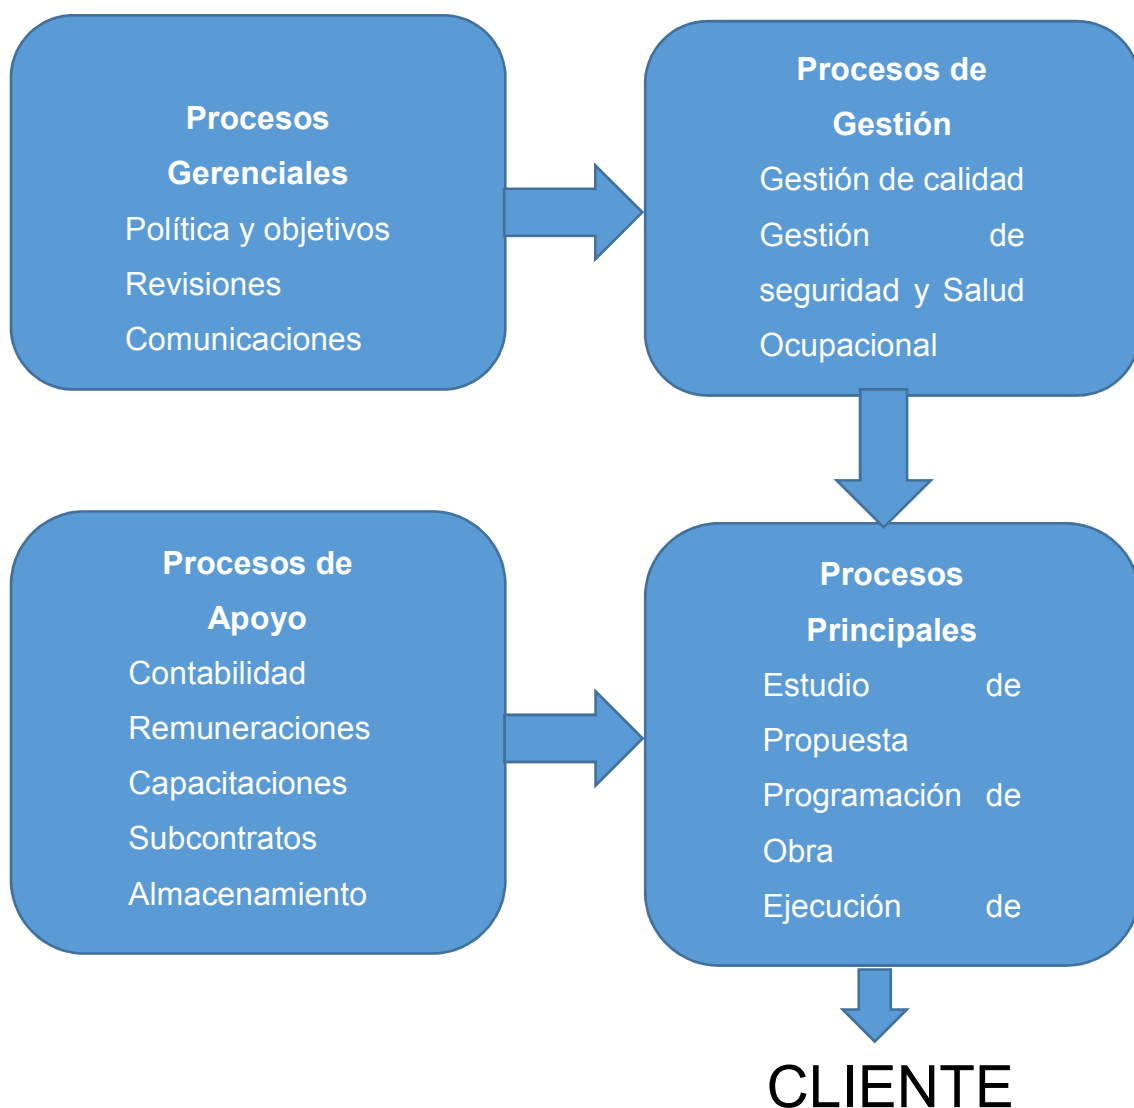 Procesos
Gerenciales
Política y objetivos
Revisiones
Comunicaciones
Procesos de
Gestión
Gestión de calidad
Gestión de
seguridad y Salud
Ocupacional
Procesos de
Apoyo
Contabilidad
Remuneraciones
Capacitaciones
Subcontratos
Almacenamiento
Procesos
Principales
Estudio de
Propuesta
Programación de
Obra
Ejecución de
CLIENTE